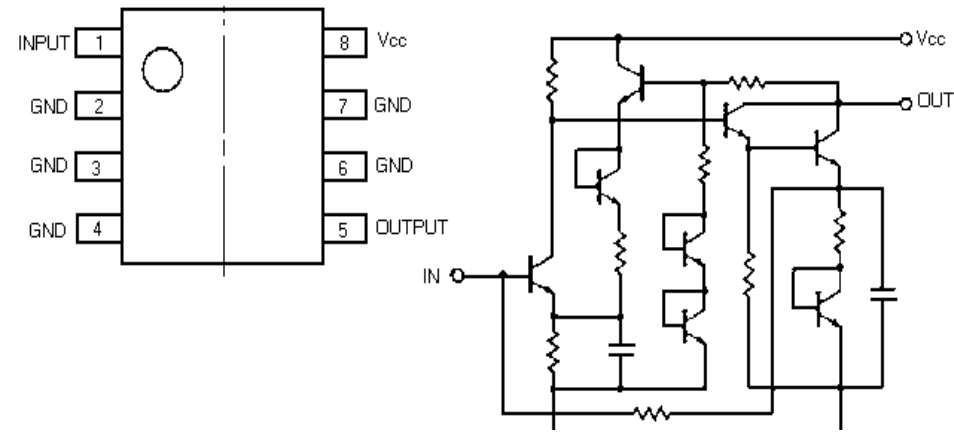 INPUT 1
GND 2
GND 3
GND 4
8 Vcc
7 GND
6 GND
5 OUTPUT
Vcc
OUT
IN